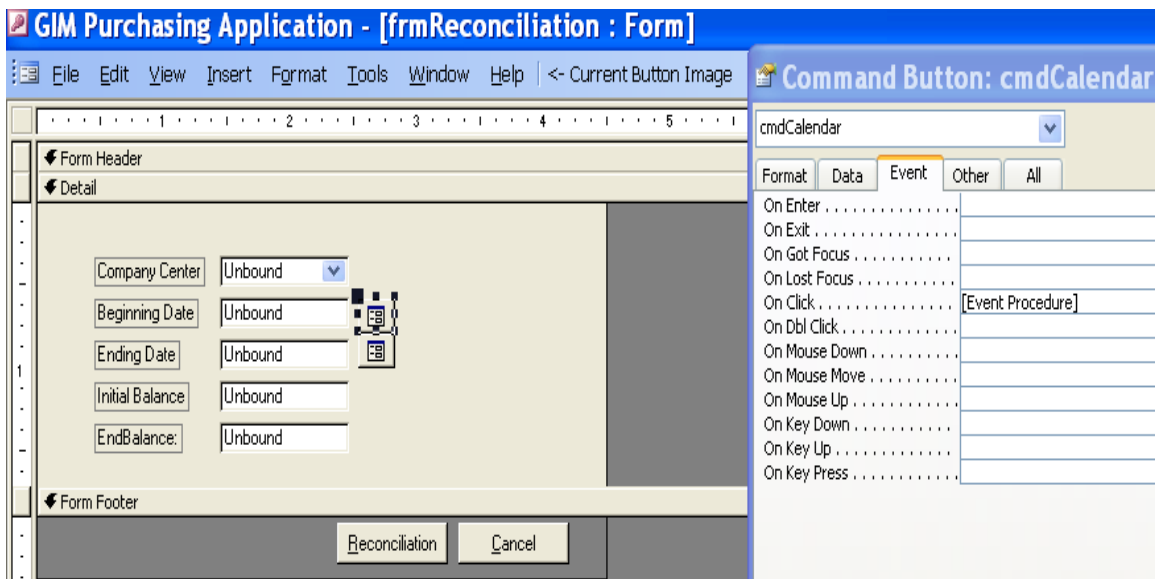 GIM Purchasing Application - [frmReconciliation : Form]
File Edit View Insert Format Tools Window Help <- Current Button Image
1 2 3 4 5
Form Header
Detail
Company Center Unbound
Beginning Date Unbound
Ending Date Unbound
1
Initial Balance Unbound
EndBalance: Unbound
Form Footer
Reconciliation Cancel
Command Button: cmdCalendar
cmdCalendar
Format Data Event Other All
On Enter . . . . . . . . . . . . . . .
On Exit . . . . . . . . . . . . . . . .
On Got Focus . . . . . . . . . . .
On Lost Focus . . . . . . . . . . .
On Click . . . . . . . . . . . . . . . [Event Procedure]
On Dbl Click . . . . . . . . . . . . .
On Mouse Down . . . . . . . . .
On Mouse Move . . . . . . . . . .
On Mouse Up . . . . . . . . . . . .
On Key Down . . . . . . . . . . .
On Key Up . . . . . . . . . . . . .
On Key Press . . . . . . . . . . . .